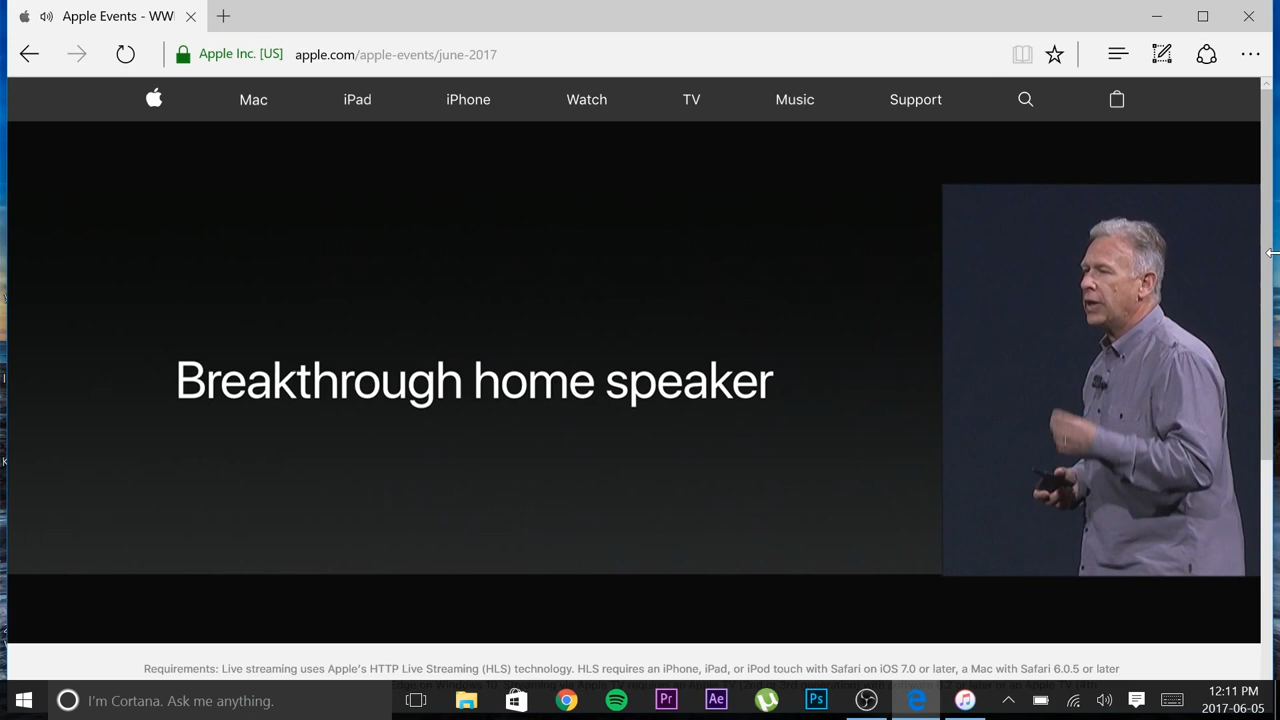 Apple Events - WW
Apple Inc. [US] apple.com/apple-events/june-2017
Mac iPad iPhone Watch TV Music Support
Breakthrough home speaker
Requirements: Live streaming uses Apple’s HTTP Live Streaming (HLS) technology. HLS requires an iPhone, iPad, or iPod touch with Safari on iOS 7.0 or later, a Mac with Safari 6.0.5 or later
I'm Cortana. Ask me anything.
Pr Ae Ps
12:11 PM
2017-06-05